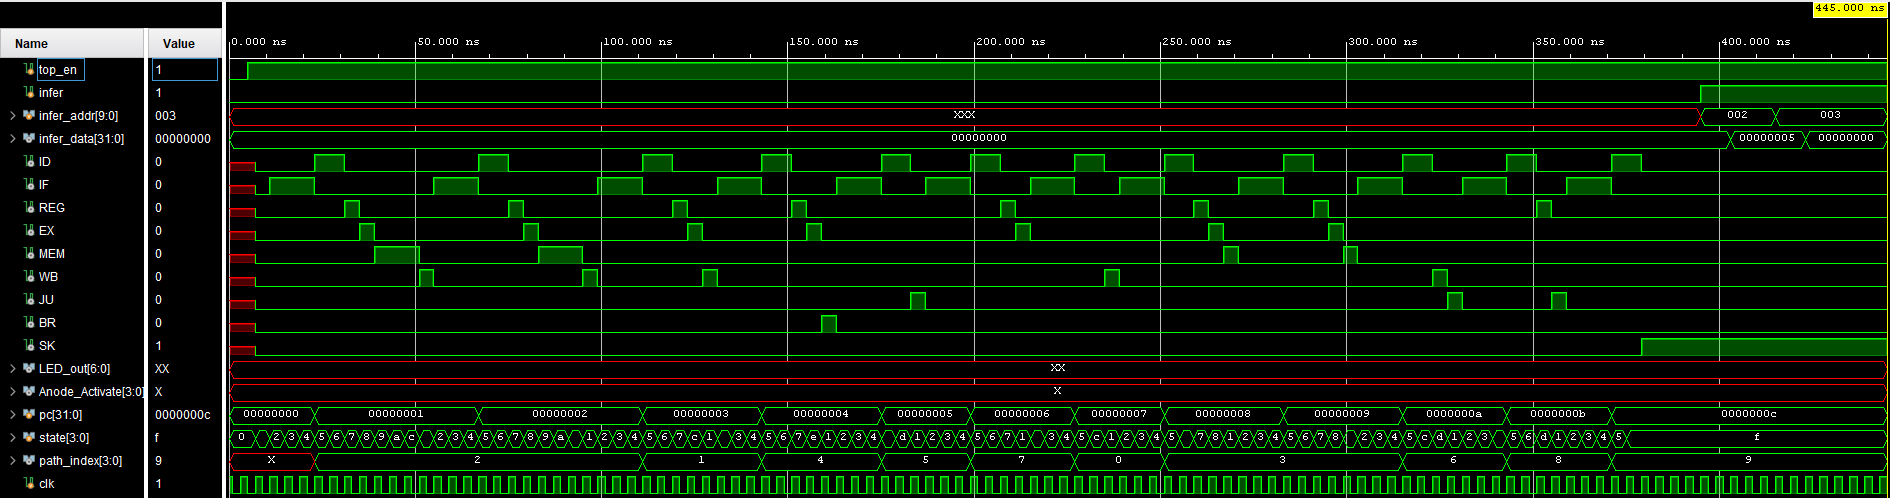 445.000 ns
Name Value 0.000 ns 50.000 ns 100.000 ns 150.000 ns 200.000 ns 250.000 ns 300.000 ns 350.000 ns 400.000 ns
top_en 1
infer 1
infer_addr[9:0] 003 XXX 002 003
infer_data[31:0] 00000000 00000000 00000005 00000000
ID 0
IF 0
REG 0
EX 0
MEM 0
WB 0
JU 0
BR 0
SK 1
LED_out[6:0] XX XX
Anode_Activate[3:0] X X
pc[31:0] 0000000c 00000000 00000001 00000002 00000003 00000004 00000005 00000006 00000007 00000008 00000009 0000000a 0000000b 0000000c
state[3:0] f 0 2 3 4 5 6 7 8 9 a c 2 3 4 5 6 7 8 9 a 1 2 3 4 5 6 7 c 1 3 4 5 6 7 e 1 2 3 4 d 1 2 3 4 5 6 7 1 3 4 5 c 1 2 3 4 5 7 8 1 2 3 4 5 6 7 8 2 3 4 5 c d 1 2 3 5 6 d 1 2 3 4 5 f
path_index[3:0] 9 X 2 1 4 5 7 0 3 6 8 9
clk 1